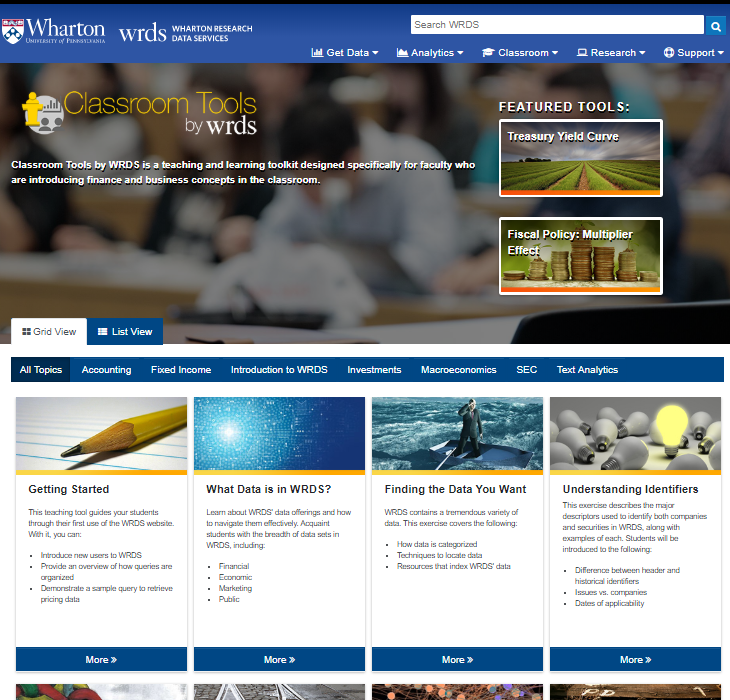 Wharton
UNIVERSITY of PENNSYLVANIA
wrds
WHARTON RESEARCH
DATA SERVICES
Search WRDS
Get Data
Analytics
Classroom
Research
Support
Classroom Tools
by wrds
Classroom Tools by WRDS is a teaching and learning toolkit designed specifically for faculty who
are introducing finance and business concepts in the classroom.
FEATURED TOOLS:
Treasury Yield Curve
Fiscal Policy: Multiplier
Effect
Grid View
List View
All Topics
Accounting
Fixed Income
Introduction to WRDS
Investments
Macroeconomics
SEC
Text Analytics
Getting Started
This teaching tool guides your students
through their first use of the WRDS website.
With it, you can:
• Introduce new users to WRDS
• Provide an overview of how queries are
organized
• Demonstrate a sample query to retrieve
pricing data
More »
What Data is in WRDS?
Learn about WRDS' data offerings and how
to navigate them effectively. Acquaint
students with the breadth of data sets in
WRDS, including:
• Financial
• Economic
• Marketing
• Public
More »
Finding the Data You Want
WRDS contains a tremendous variety of
data. This exercise covers the following:
• How data is categorized
• Techniques to locate data
• Resources that index WRDS' data
More »
Understanding Identifiers
This exercise describes the major
descriptors used to identify both companies
and securities in WRDS, along with
examples of each. Students will be
introduced to the following:
• Difference between header and
historical identifiers
• Issues vs. companies
• Dates of applicability
More »